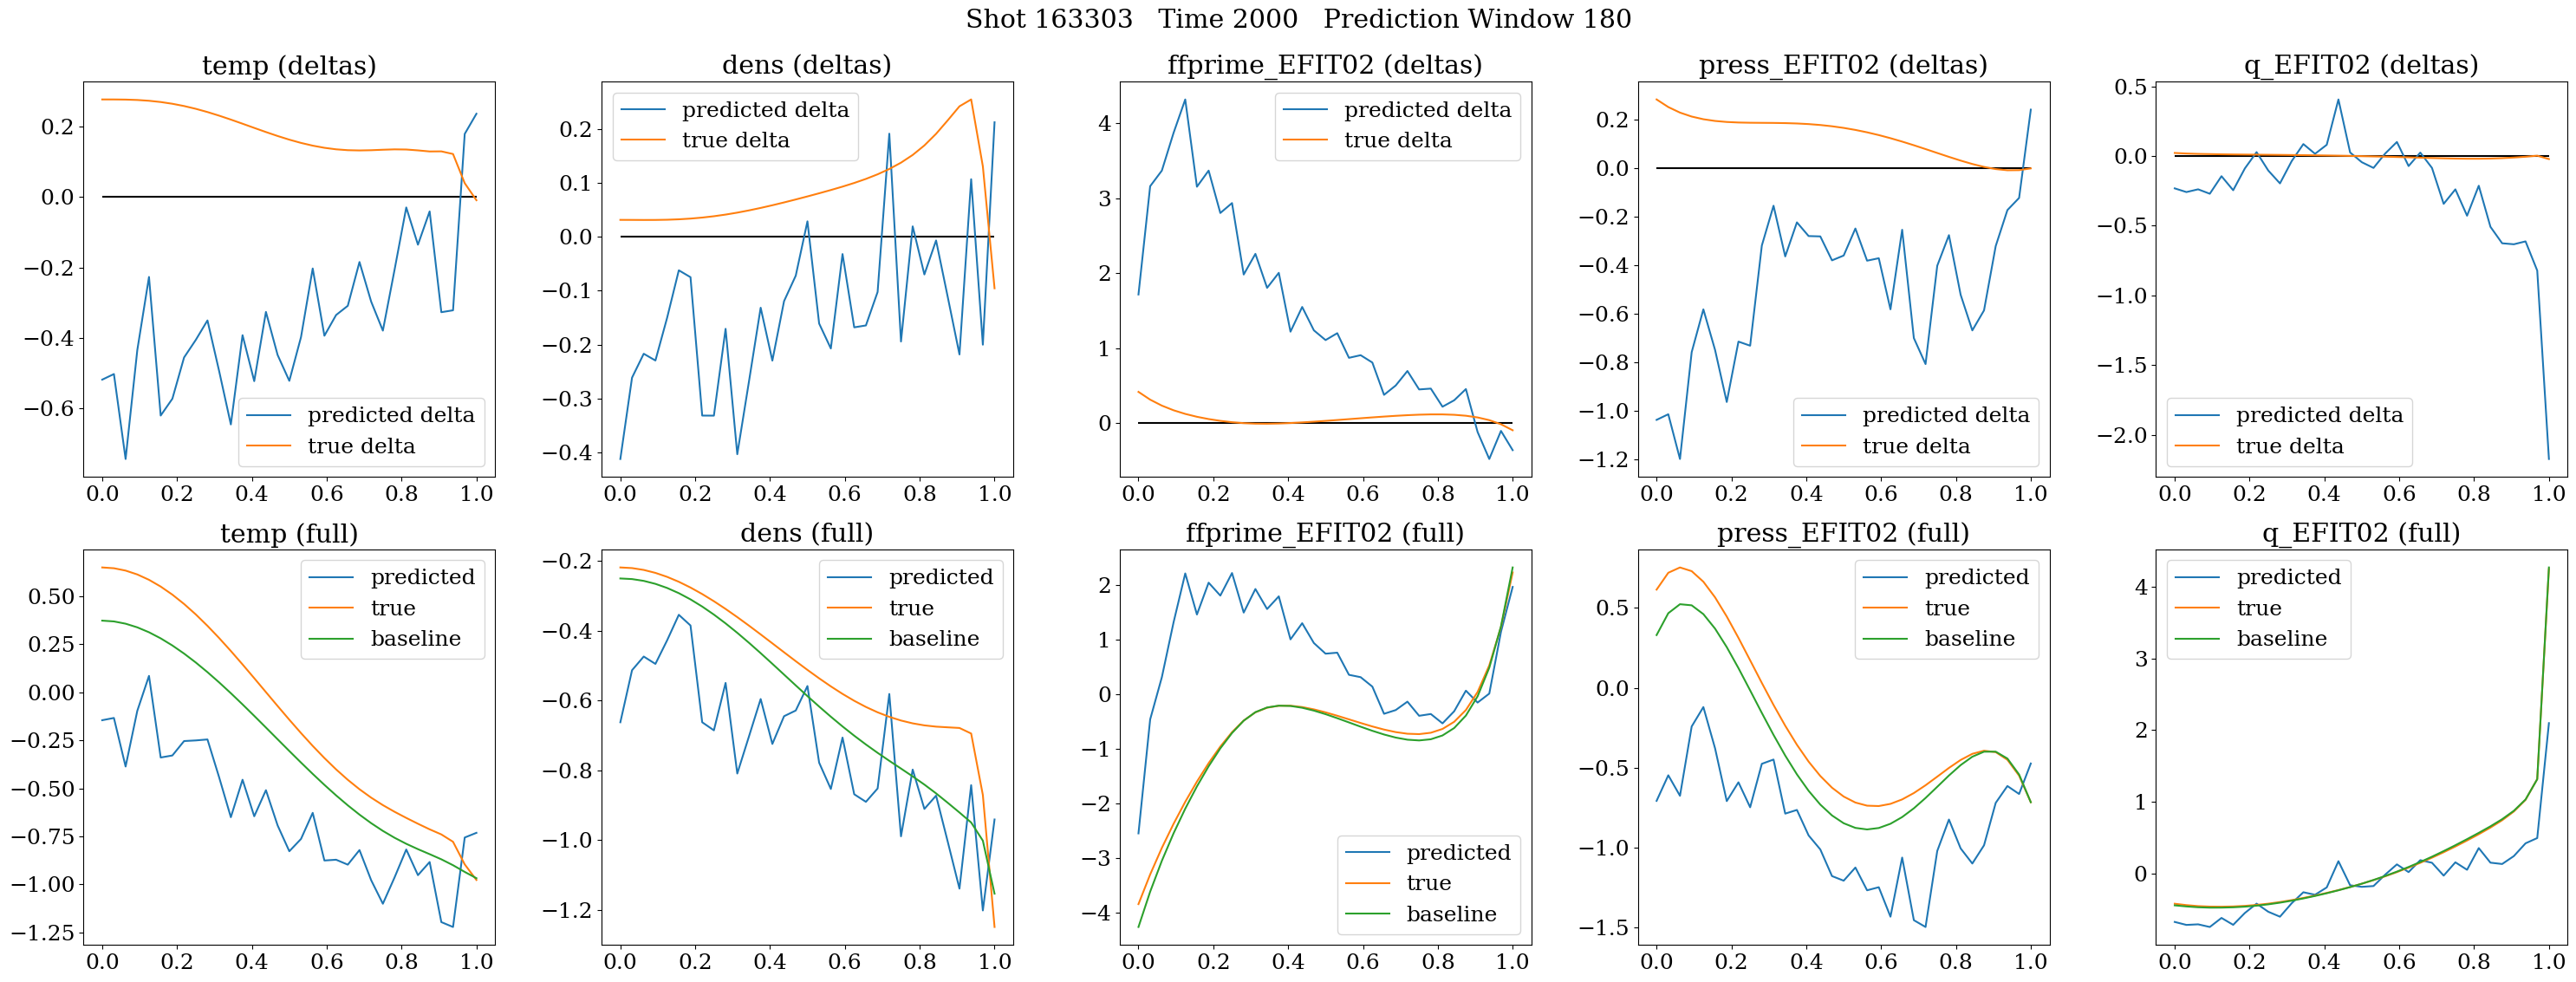 Shot 163303   Time 2000   Prediction Window 180
temp (deltas)
0.2
0.0
−0.2
−0.4
−0.6
0.0 0.2 0.4 0.6 0.8 1.0
predicted delta
true delta
dens (deltas)
0.2
0.1
0.0
−0.1
−0.2
−0.3
−0.4
0.0 0.2 0.4 0.6 0.8 1.0
predicted delta
true delta
ffprime_EFIT02 (deltas)
4
3
2
1
0
0.0 0.2 0.4 0.6 0.8 1.0
predicted delta
true delta
press_EFIT02 (deltas)
0.2
0.0
−0.2
−0.4
−0.6
−0.8
−1.0
−1.2
0.0 0.2 0.4 0.6 0.8 1.0
predicted delta
true delta
q_EFIT02 (deltas)
0.5
0.0
−0.5
−1.0
−1.5
−2.0
0.0 0.2 0.4 0.6 0.8 1.0
predicted delta
true delta
temp (full)
0.50
0.25
0.00
−0.25
−0.50
−0.75
−1.00
−1.25
0.0 0.2 0.4 0.6 0.8 1.0
predicted
true
baseline
dens (full)
−0.2
−0.4
−0.6
−0.8
−1.0
−1.2
0.0 0.2 0.4 0.6 0.8 1.0
predicted
true
baseline
ffprime_EFIT02 (full)
2
1
0
−1
−2
−3
−4
0.0 0.2 0.4 0.6 0.8 1.0
predicted
true
baseline
press_EFIT02 (full)
0.5
0.0
−0.5
−1.0
−1.5
0.0 0.2 0.4 0.6 0.8 1.0
predicted
true
baseline
q_EFIT02 (full)
4
3
2
1
0
0.0 0.2 0.4 0.6 0.8 1.0
predicted
true
baseline